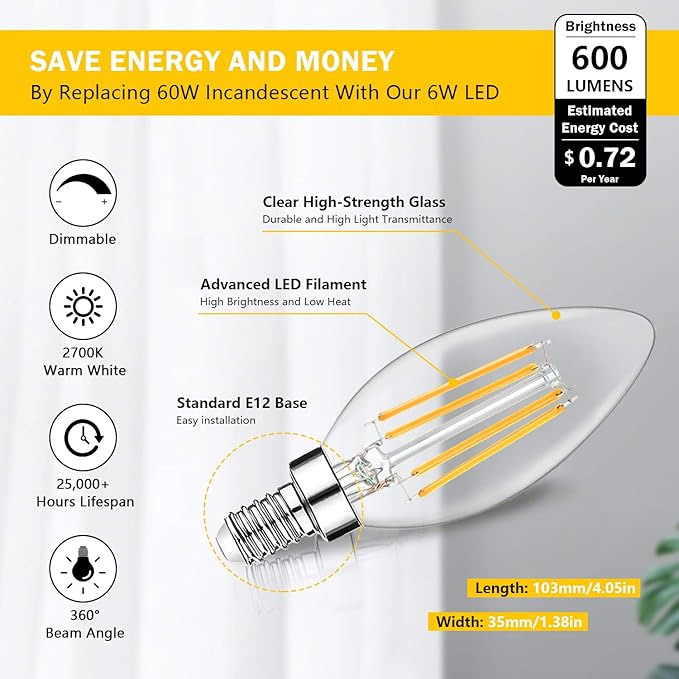 SAVE ENERGY AND MONEY
By Replacing 60W Incandescent With Our 6W LED
Brightness
600
LUMENS
Estimated
Energy Cost
$ 0.72
Per Year
Dimmable
2700K
Warm White
25,000+
Hours Lifespan
360°
Beam Angle
Clear High-Strength Glass
Durable and High Light Transmittance
Advanced LED Filament
High Brightness and Low Heat
Standard E12 Base
Easy installation
Length: 103mm/4.05in
Width: 35mm/1.38in